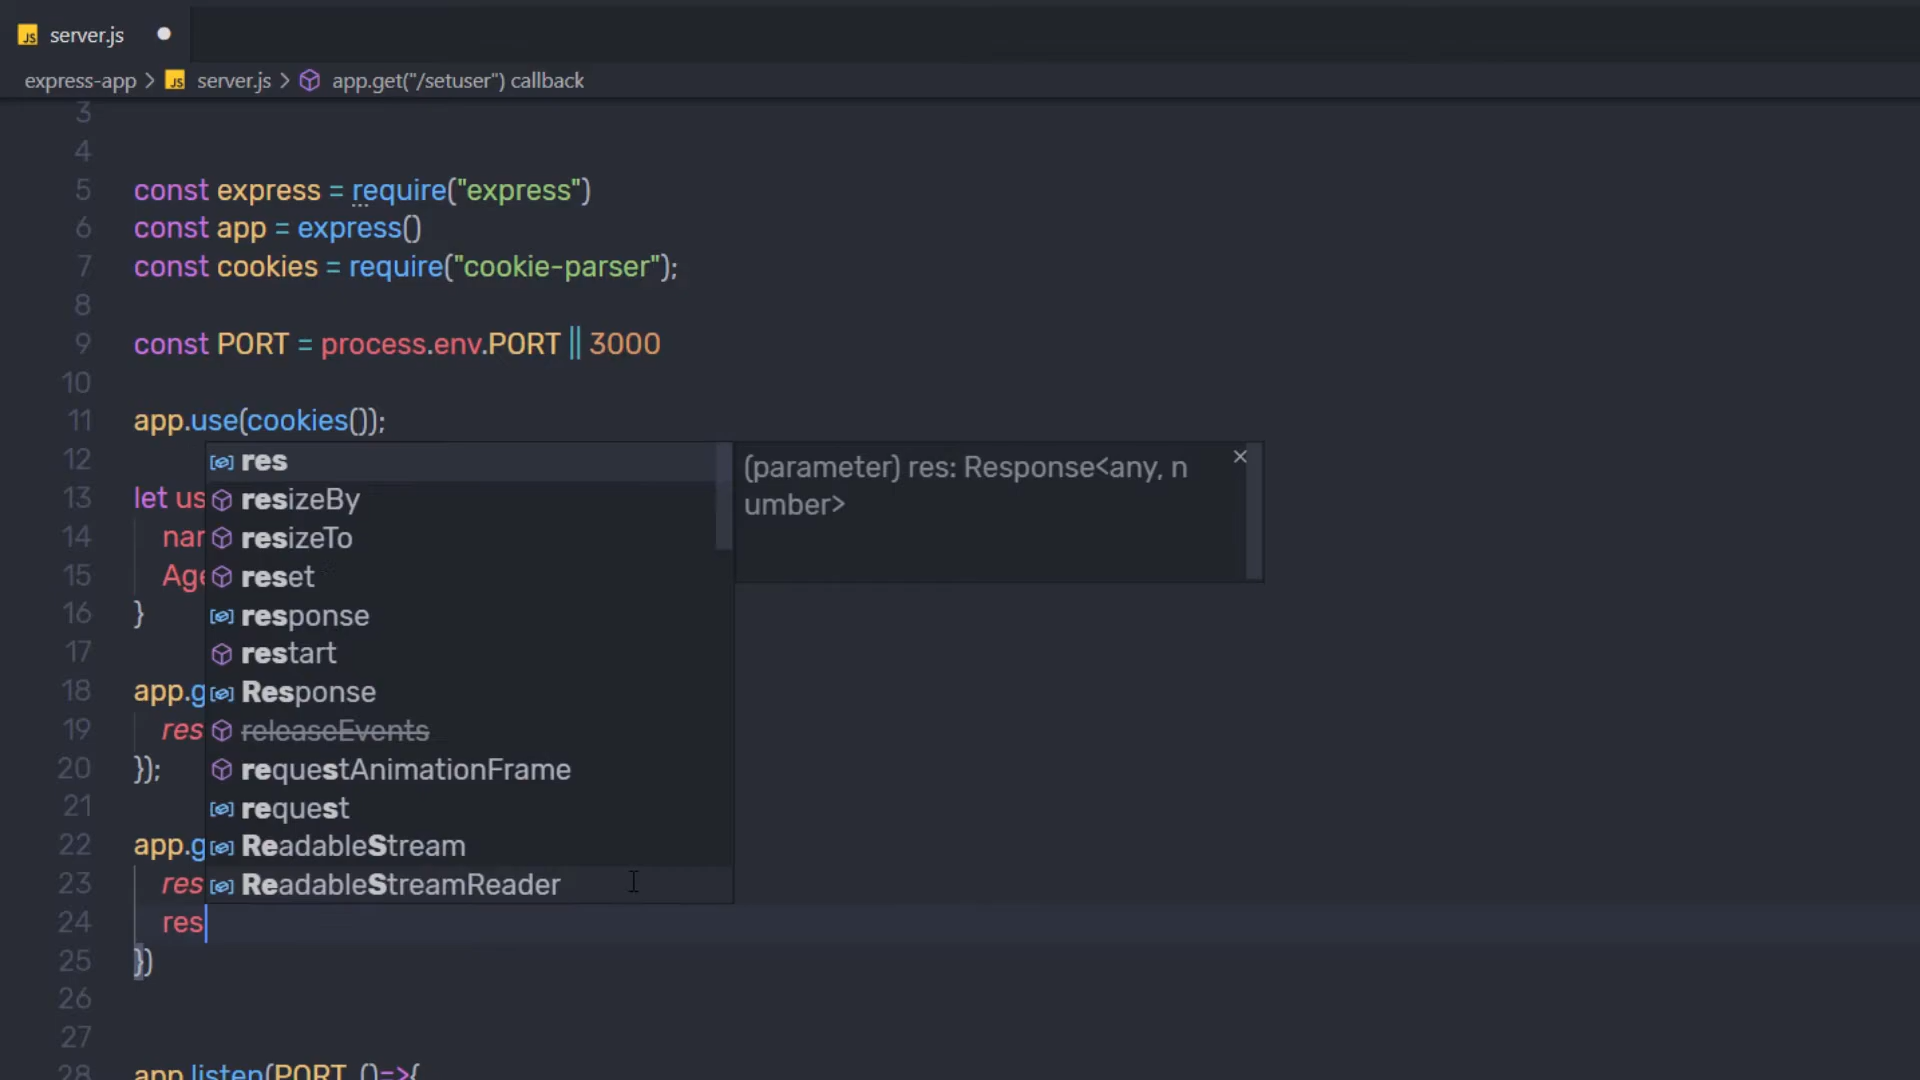 JS server.js
express-app > JS server.js > app.get("/setuser") callback
3
4
5 const express = require("express")
6 const app = express()
7 const cookies = require("cookie-parser");
8
9 const PORT = process.env.PORT || 3000
10
11 app.use(cookies());
12
res
(parameter) res: Response<any, n
umber>
13 let us
resizeBy
14 nar
resizeTo
15 Age
reset
16 }
response
17
restart
18 app.g
Response
19 res
releaseEvents
20 });
requestAnimationFrame
21
request
22 app.g
ReadableStream
23 res
ReadableStreamReader
24 res
25 })
26
27
28 app.listen(PORT, ()=>{